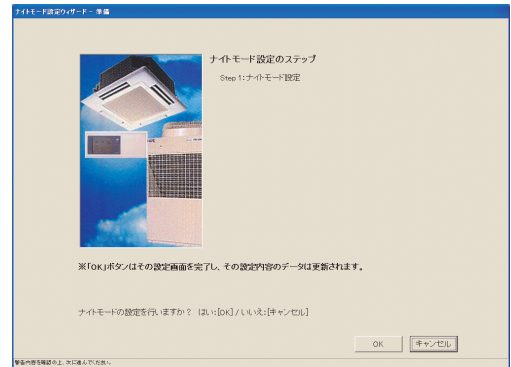 ナイトモード設定ウィザード - 準備
ナイトモード設定のステップ
Step 1:ナイトモード設定
※「OK」ボタンはその設定画面を完了し、その設定内容のデータは更新されます。
ナイトモードの設定を行いますか? はい:[OK] / いいえ:[キャンセル]
OK
キャンセル
警告内容を確認の上、次に進んでください。